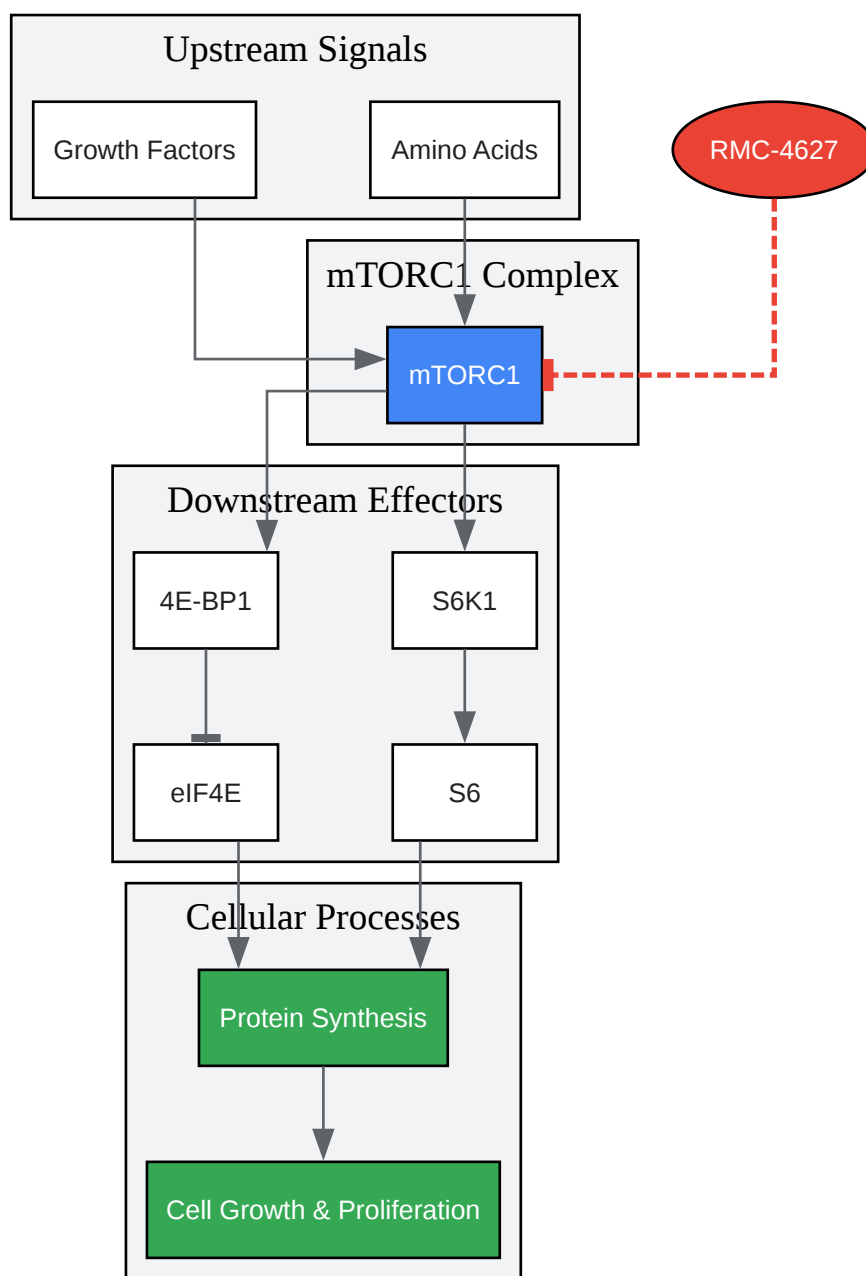 Upstream Signals
Growth Factors
Amino Acids
RMC-4627
mTORC1 Complex
mTORC1
Downstream Effectors
4E-BP1
S6K1
eIF4E
S6
Cellular Processes
Protein Synthesis
Cell Growth & Proliferation